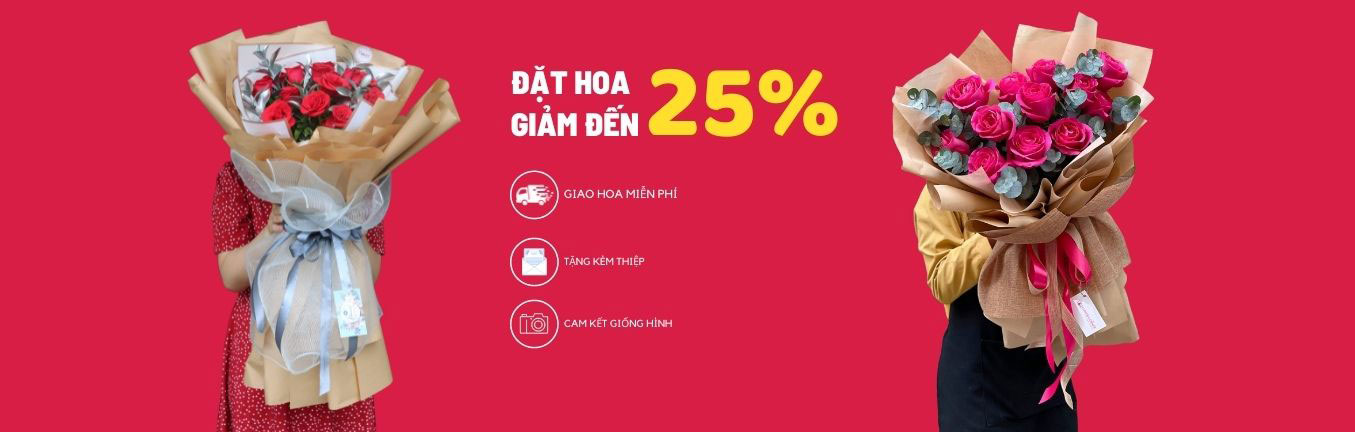 ĐẶT HOA
GIẢM ĐẾN 25%
GIAO HOA MIỄN PHÍ
TẶNG KÈM THIỆP
CAM KẾT GIỐNG HÌNH